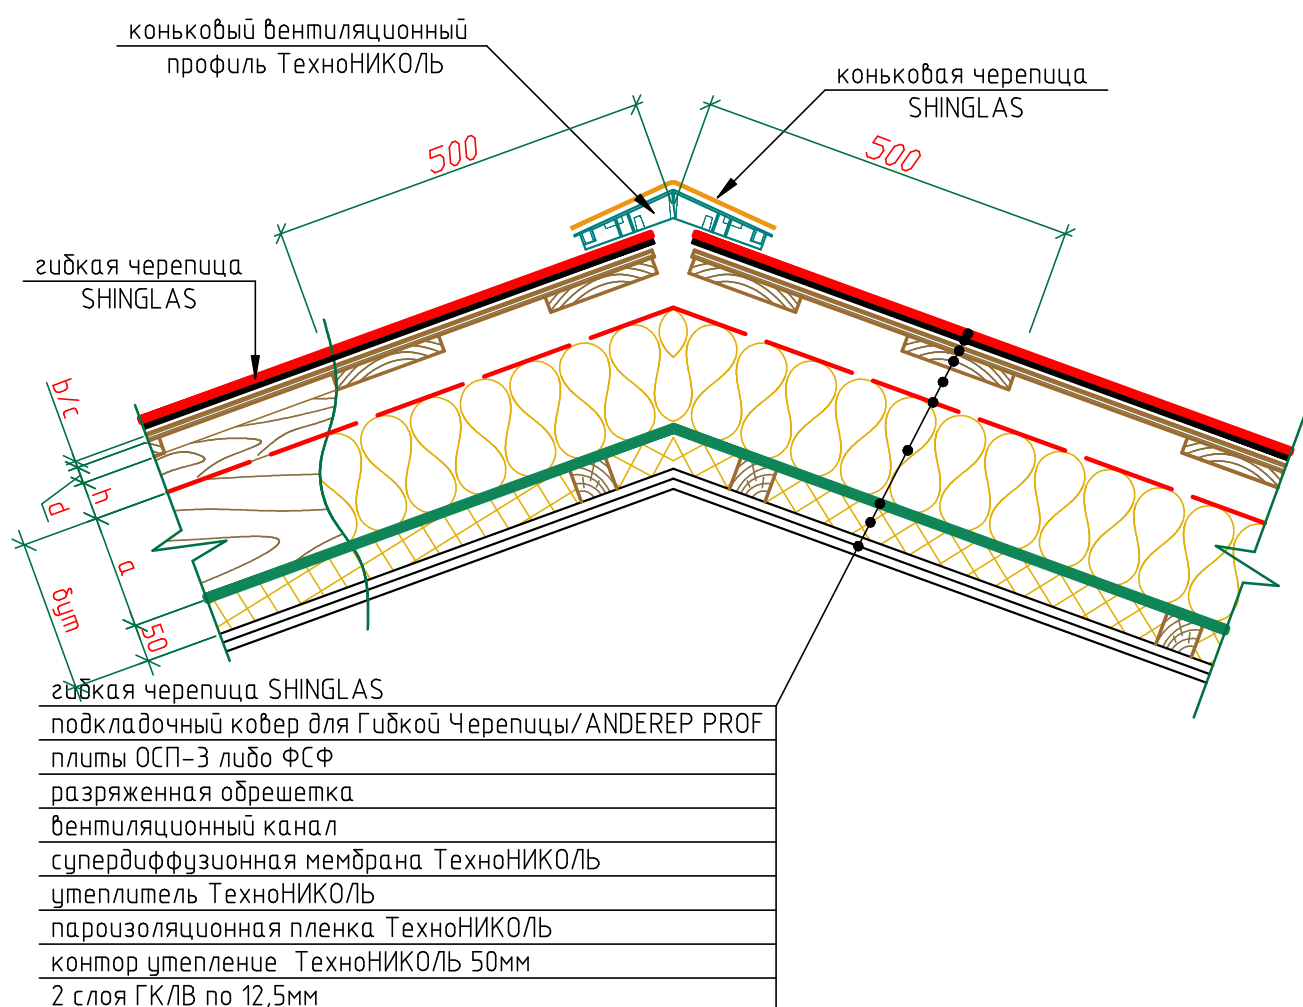 коньковый вентиляционный
профиль ТехноНИКОЛЬ
коньковая черепица
SHINGLAS
500
500
гибкая черепица
SHINGLAS
b/c
h
d
a
бут
50
гибкая черепица SHINGLAS
подкладочный ковер для Гибкой Черепицы/ANDEREP PROF
плиты ОСП-3 либо ФСФ
разряженная обрешетка
вентиляционный канал
супердиффузионная мембрана ТехноНИКОЛЬ
утеплитель ТехноНИКОЛЬ
пароизоляционная пленка ТехноНИКОЛЬ
контор утепление ТехноНИКОЛЬ 50мм
2 слоя ГКЛВ по 12,5мм